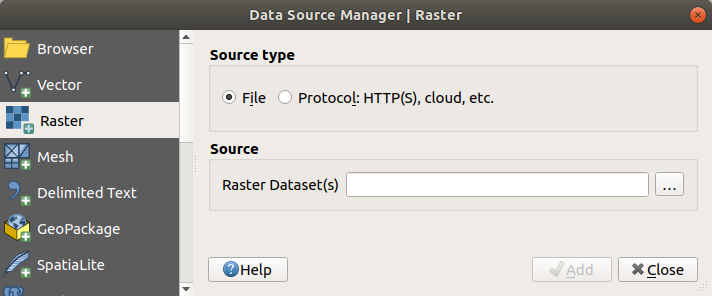 Data Source Manager | Raster
Browser
Vector
Raster
Mesh
Delimited Text
GeoPackage
SpatiaLite
Source type
File
Protocol: HTTP(S), cloud, etc.
Source
Raster Dataset(s)
...
Help
Add
Close